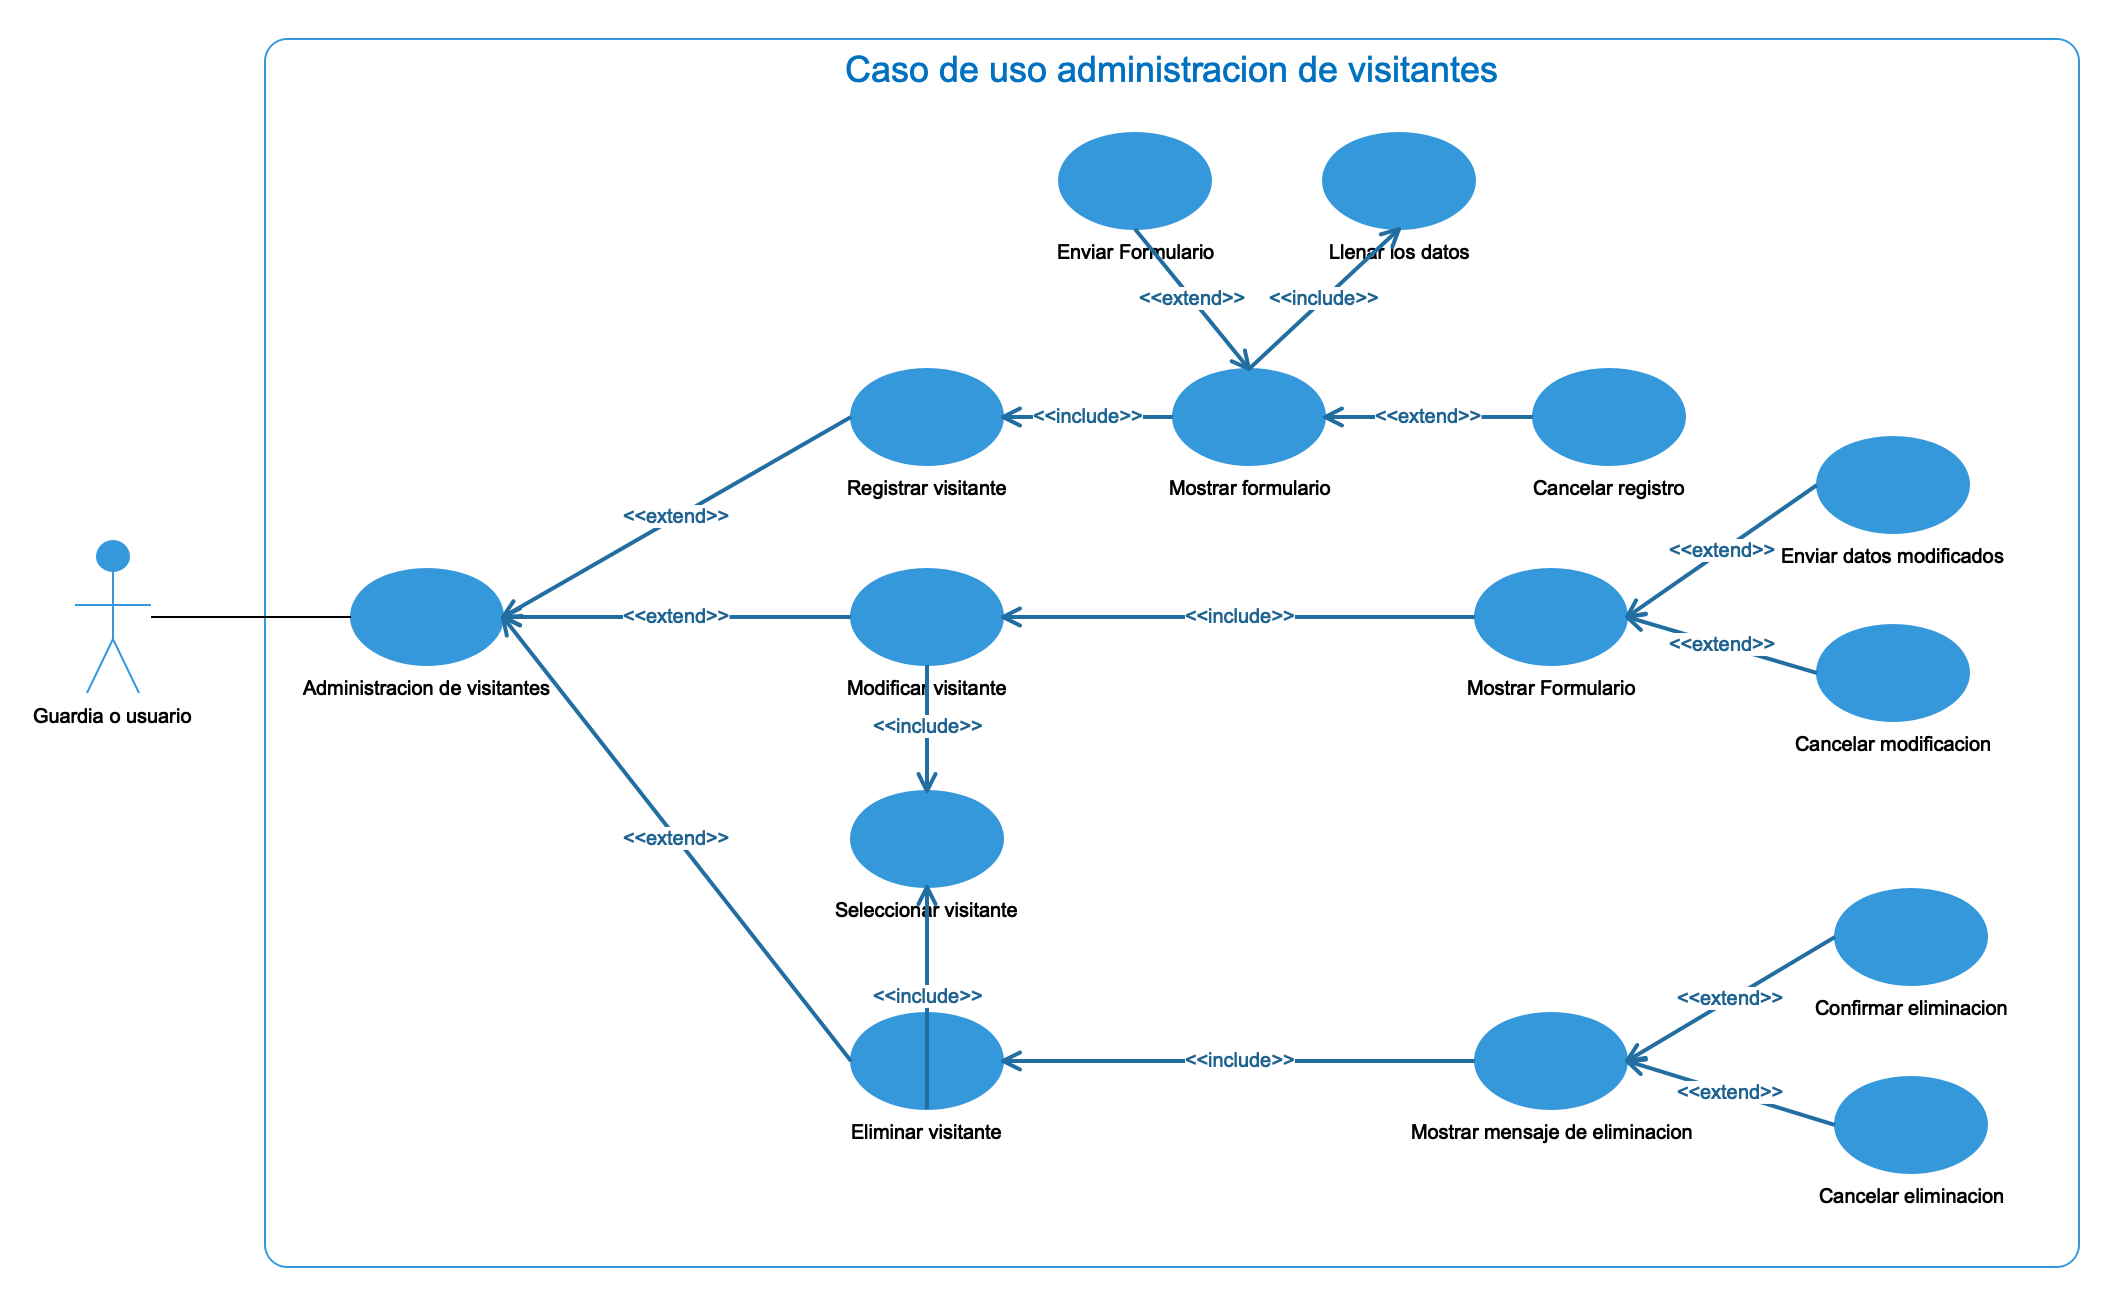 Caso de uso administracion de visitantes
Enviar Formulario
Llenar los datos
<<extend>>
<<include>>
<<include>>
<<extend>>
Registrar visitante
Mostrar formulario
Cancelar registro
<<extend>>
<<extend>>
Enviar datos modificados
<<extend>>
<<include>>
<<extend>>
Administracion de visitantes
Modificar visitante
Mostrar Formulario
Guardia o usuario
<<include>>
Cancelar modificacion
<<extend>>
Seleccionar visitante
<<include>>
<<extend>>
Confirmar eliminacion
<<include>>
<<extend>>
Eliminar visitante
Mostrar mensaje de eliminacion
Cancelar eliminacion